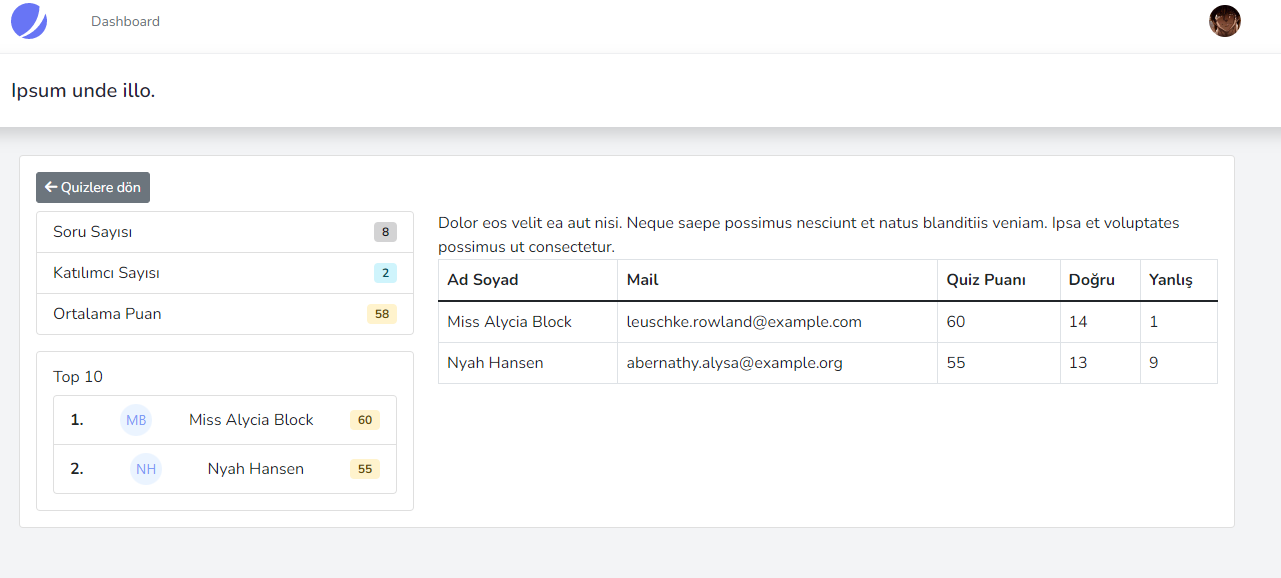 Dashboard
Ipsum unde illo.
Quizlere dön
Soru Sayısı 8
Katılımcı Sayısı 2
Ortalama Puan 58
Top 10
1. MB Miss Alycia Block 60
2. NH Nyah Hansen 55
Dolor eos velit ea aut nisi. Neque saepe possimus nesciunt et natus blanditiis veniam. Ipsa et voluptates
possimus ut consectetur.
Ad Soyad Mail Quiz Puanı Doğru Yanlış
Miss Alycia Block leuschke.rowland@example.com 60 14 1
Nyah Hansen abernathy.alysa@example.org 55 13 9